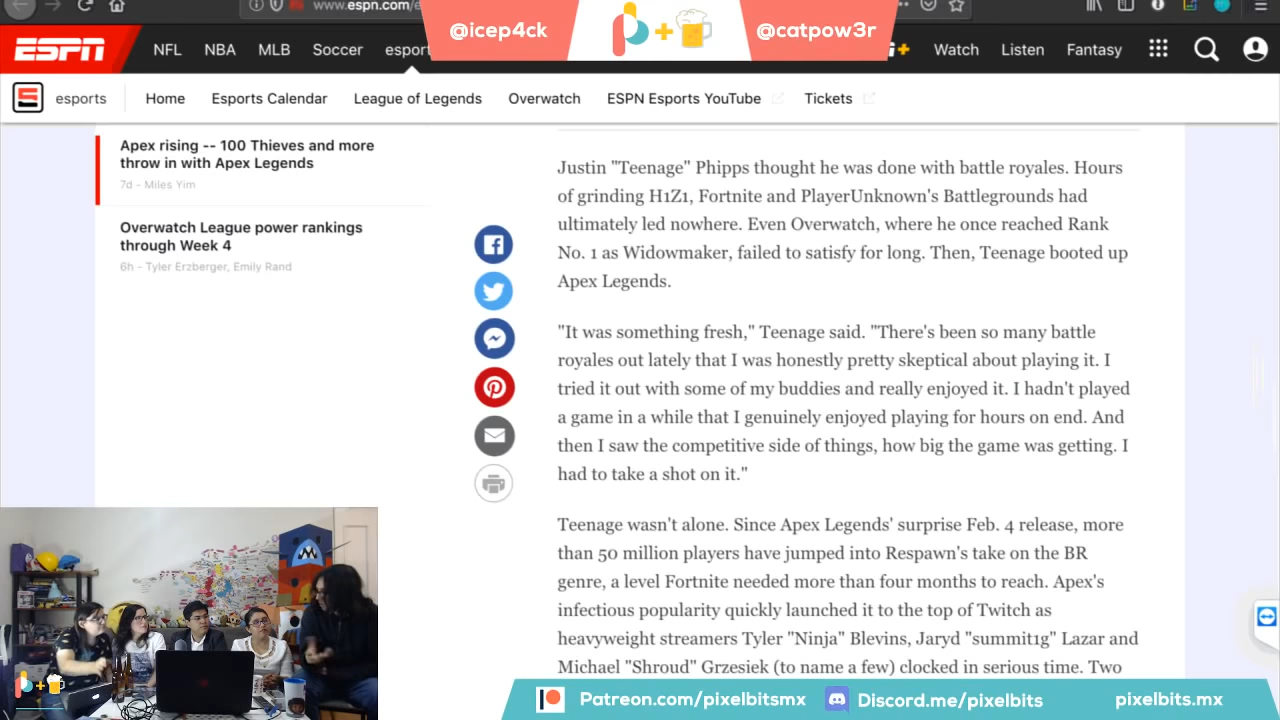 www.espn.com/e
@icep4ck
@catpow3r
ESPN
NFL NBA MLB Soccer esport
+ Watch Listen Fantasy
esports Home Esports Calendar League of Legends Overwatch ESPN Esports YouTube Tickets
Apex rising -- 100 Thieves and more
throw in with Apex Legends
7d - Miles Yim
Overwatch League power rankings
through Week 4
6h - Tyler Erzberger, Emily Rand
Justin "Teenage" Phipps thought he was done with battle royales. Hours
of grinding H1Z1, Fortnite and PlayerUnknown's Battlegrounds had
ultimately led nowhere. Even Overwatch, where he once reached Rank
No. 1 as Widowmaker, failed to satisfy for long. Then, Teenage booted up
Apex Legends.
"It was something fresh," Teenage said. "There's been so many battle
royales out lately that I was honestly pretty skeptical about playing it. I
tried it out with some of my buddies and really enjoyed it. I hadn't played
a game in a while that I genuinely enjoyed playing for hours on end. And
then I saw the competitive side of things, how big the game was getting. I
had to take a shot on it."
Teenage wasn't alone. Since Apex Legends' surprise Feb. 4 release, more
than 50 million players have jumped into Respawn's take on the BR
genre, a level Fortnite needed more than four months to reach. Apex's
infectious popularity quickly launched it to the top of Twitch as
heavyweight streamers Tyler "Ninja" Blevins, Jaryd "summit1g" Lazar and
Michael "Shroud" Grzesiek (to name a few) clocked in serious time. Two
Patreon.com/pixelbitsmx Discord.me/pixelbits pixelbits.mx